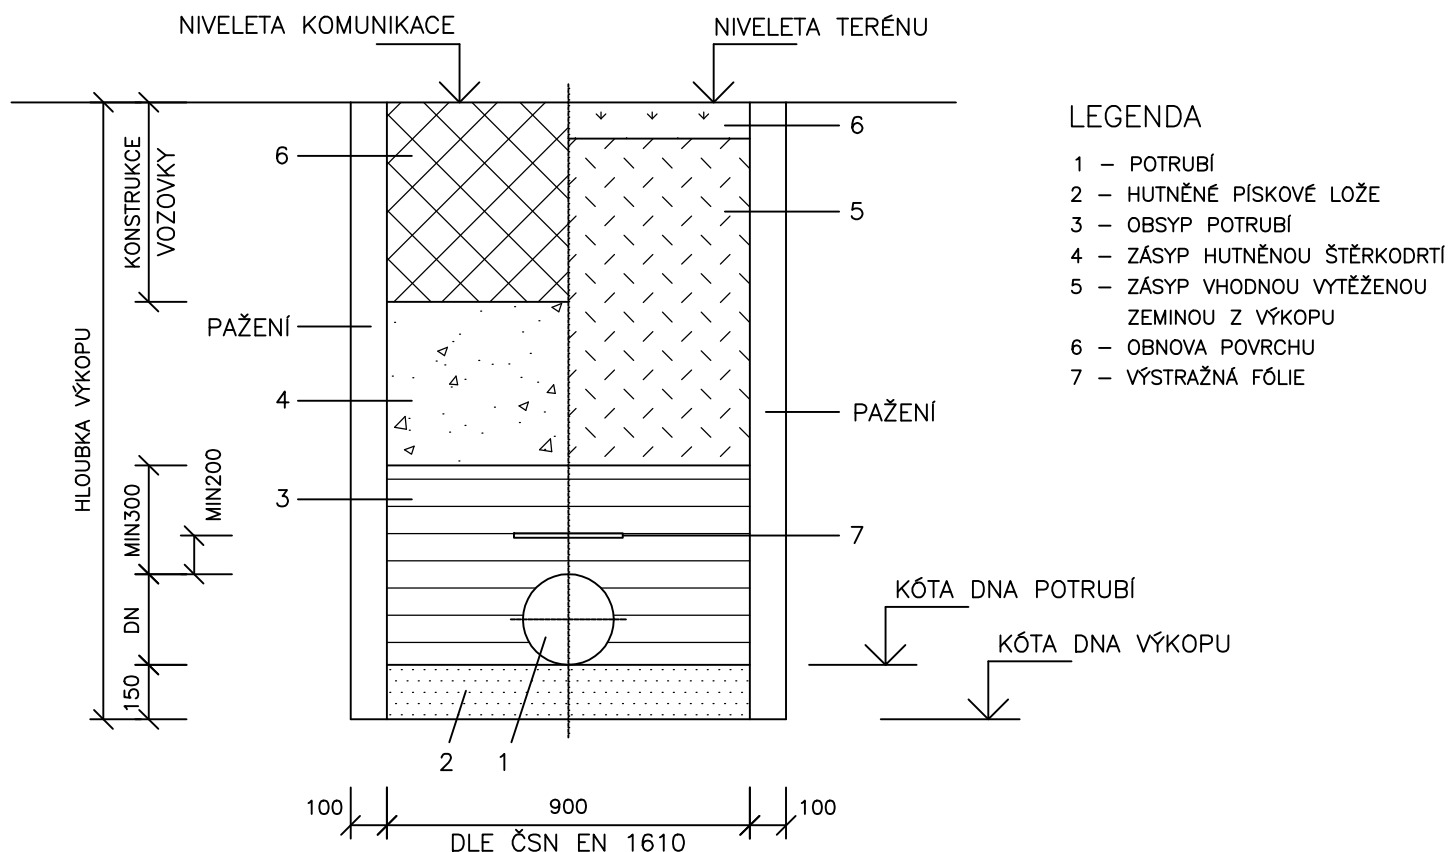 NIVELETA KOMUNIKACE
NIVELETA TERÉNU
KONSTRUKCE
VOZOVKY
HLOUBKA VÝKOPU
PAŽENÍ
MIN300
MIN200
DN
150
6
4
3
2
1
6
5
PAŽENÍ
7
KÓTA DNA POTRUBÍ
KÓTA DNA VÝKOPU
100
900
100
DLE ČSN EN 1610
LEGENDA
1 – POTRUBÍ
2 – HUTNĚNÉ PÍSKOVÉ LOŽE
3 – OBSYP POTRUBÍ
4 – ZÁSYP HUTNĚNOU ŠTĚRKODRTÍ
5 – ZÁSYP VHODNOU VYTĚŽENOU
ZEMINOU Z VÝKOPU
6 – OBNOVA POVRCHU
7 – VÝSTRAŽNÁ FÓLIE